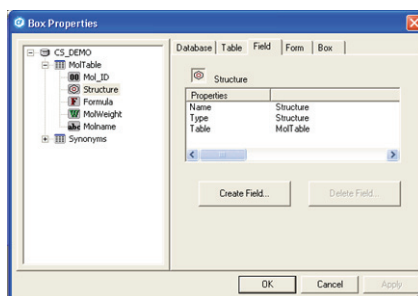 Box Properties
CS_DEMO
MolTable
Mol_ID
Structure
Formula
MolWeight
Molname
Synonyms
Database Table Field Form Box
Structure
Properties
Name Structure
Type Structure
Table MolTable
Create Field... Delete Field...
OK Cancel Apply